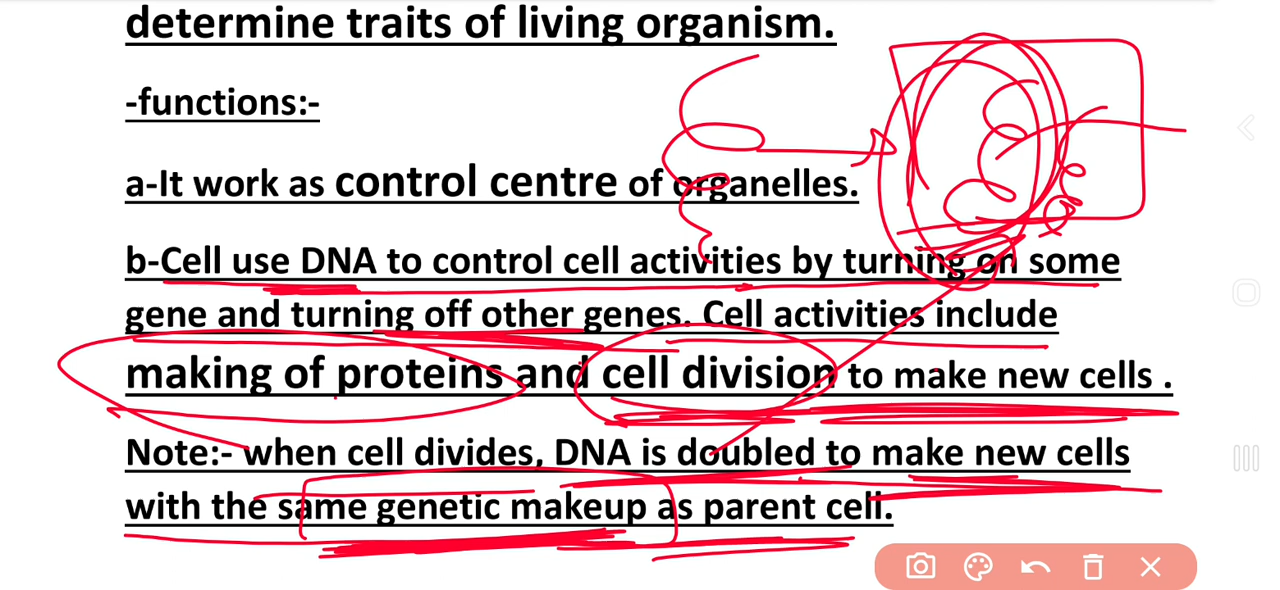 determine traits of living organism.
-functions:-
a-It work as control centre of organelles.
b-Cell use DNA to control cell activities by turning on some
gene and turning off other genes. Cell activities include
making of proteins and cell division to make new cells .
Note:- when cell divides, DNA is doubled to make new cells
with the same genetic makeup as parent cell.